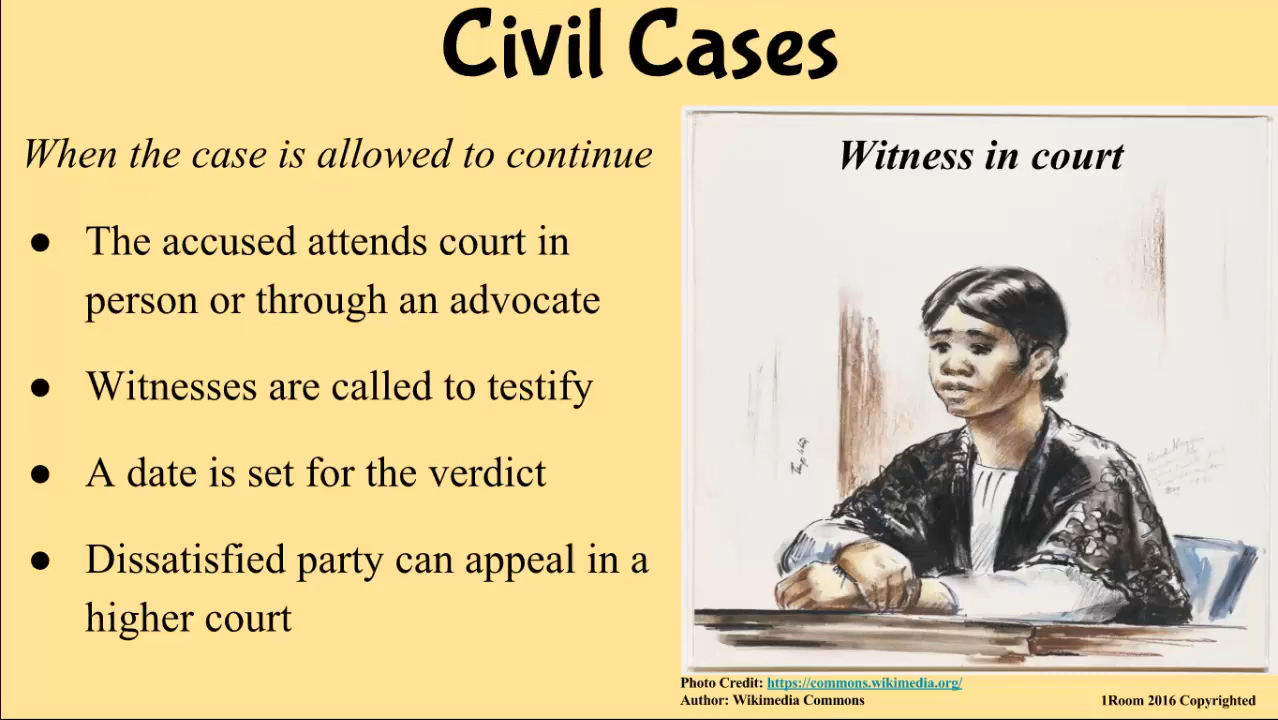 Civil Cases
When the case is allowed to continue
● The accused attends court in
person or through an advocate
● Witnesses are called to testify
● A date is set for the verdict
● Dissatisfied party can appeal in a
higher court
Witness in court
Photo Credit: https://commons.wikimedia.org/
Author: Wikimedia Commons
1Room 2016 Copyrighted